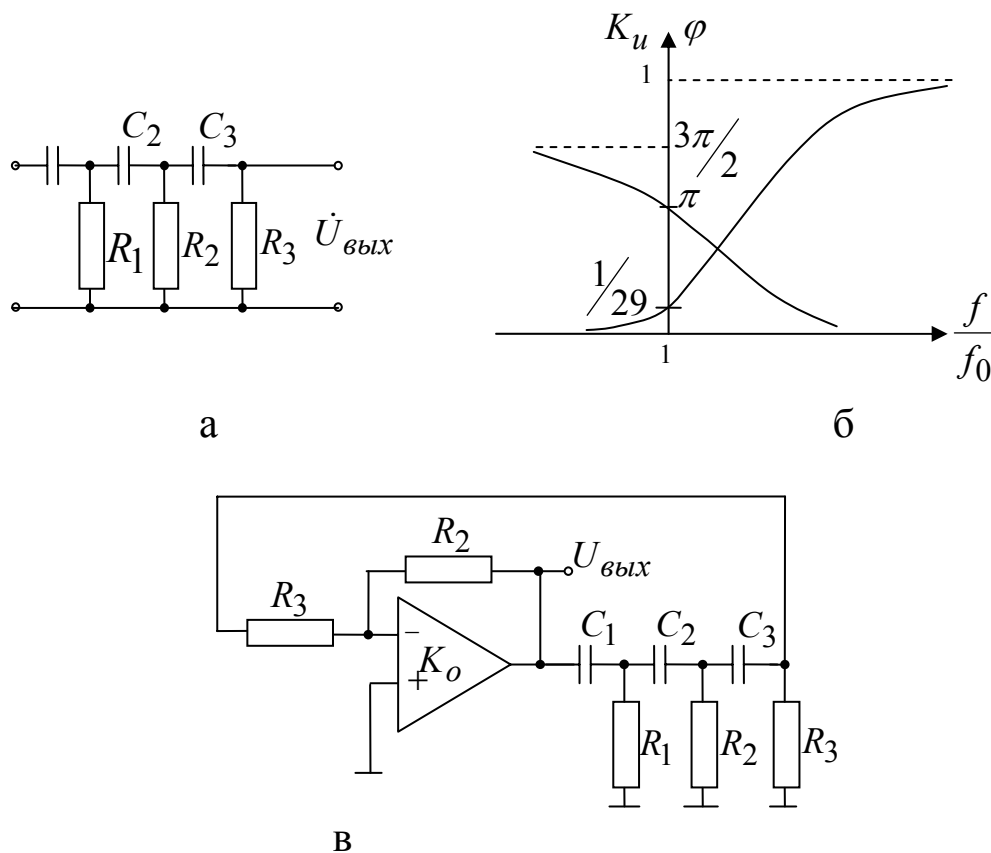 C2 C3
R1 R2 R3 U̇вых
а
Ku φ
1
3π/2
π
1/29
1
f/f0
б
R2
Uвых
R3
C1 C2 C3
−
Ko
+
R1 R2 R3
в